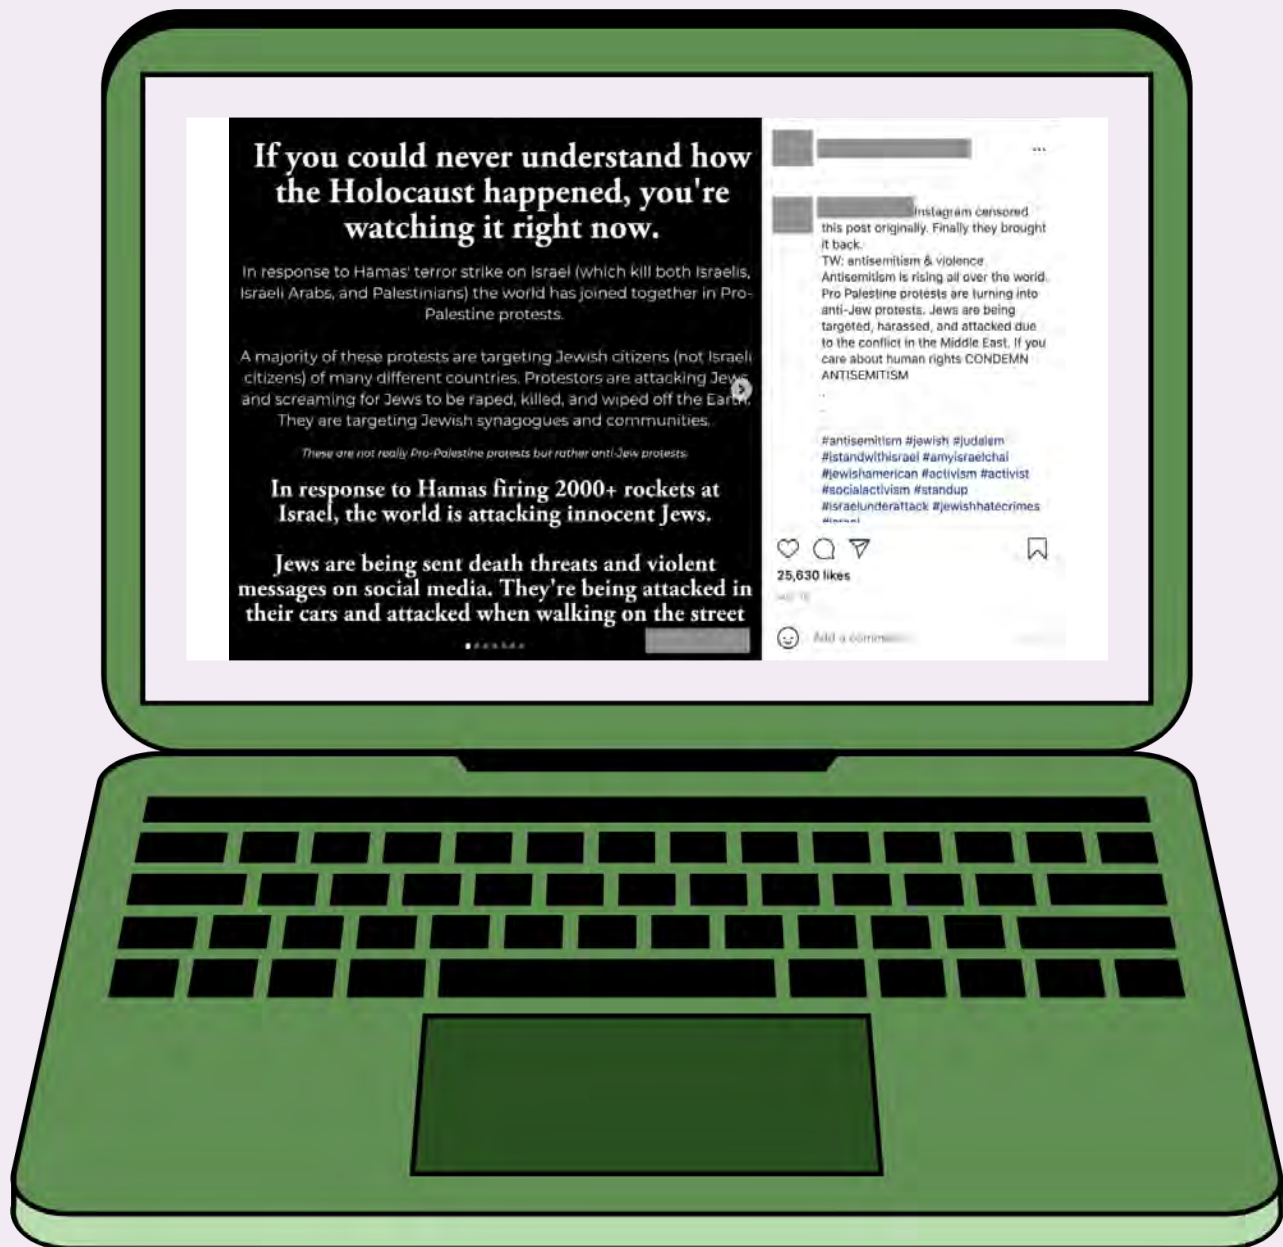 If you could never understand how
the Holocaust happened, you're
watching it right now.
In response to Hamas' terror strike on Israel (which kill both Israelis,
Israeli Arabs, and Palestinians) the world has joined together in Pro-
Palestine protests.
A majority of these protests are targeting Jewish citizens (not Israeli
citizens) of many different countries. Protestors are attacking Jews
and screaming for Jews to be raped, killed, and wiped off the Earth.
They are targeting Jewish synagogues and communities.
These are not really Pro-Palestine protests but rather anti-Jew protests.
In response to Hamas firing 2000+ rockets at
Israel, the world is attacking innocent Jews.
Jews are being sent death threats and violent
messages on social media. They're being attacked in
their cars and attacked when walking on the street
Instagram censored
this post originally. Finally they brought
it back.
TW: antisemitism & violence
Antisemitism is rising all over the world.
Pro Palestine protests are turning into
anti-Jew protests. Jews are being
targeted, harassed, and attacked due
to the conflict in the Middle East. If you
care about human rights CONDEMN
ANTISEMITISM
.
.
#antisemitism #jewish #judaism
#istandwithisrael #amyisraelchai
#jewishamerican #activism #activist
#socialactivism #standup
#israelunderattack #jewishhatecrimes
#israel
25,630 likes
Add a comment